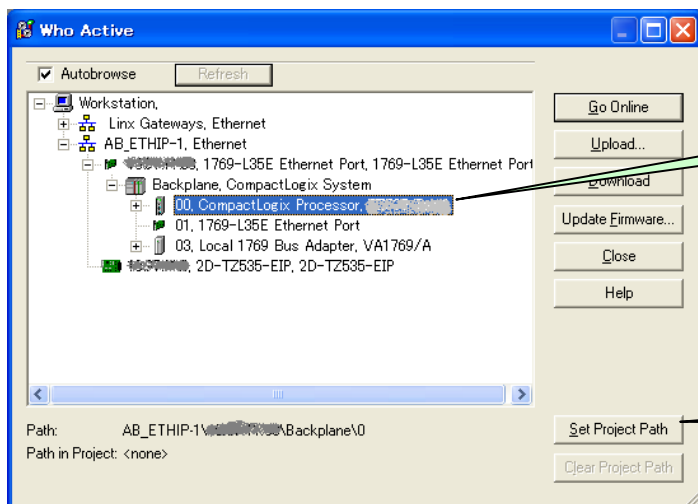 Who Active
Autobrowse
Refresh
Workstation,
Linx Gateways, Ethernet
AB_ETHIP-1, Ethernet
, 1769-L35E Ethernet Port, 1769-L35E Ethernet Port
Backplane, CompactLogix System
00, CompactLogix Processor,
01, 1769-L35E Ethernet Port
03, Local 1769 Bus Adapter, VA1769/A
, 2D-TZ535-EIP, 2D-TZ535-EIP
Go Online
Upload...
Download
Update Firmware...
Close
Help
Path: AB_ETHIP-1\ \Backplane\0
Path in Project: <none>
Set Project Path
Clear Project Path